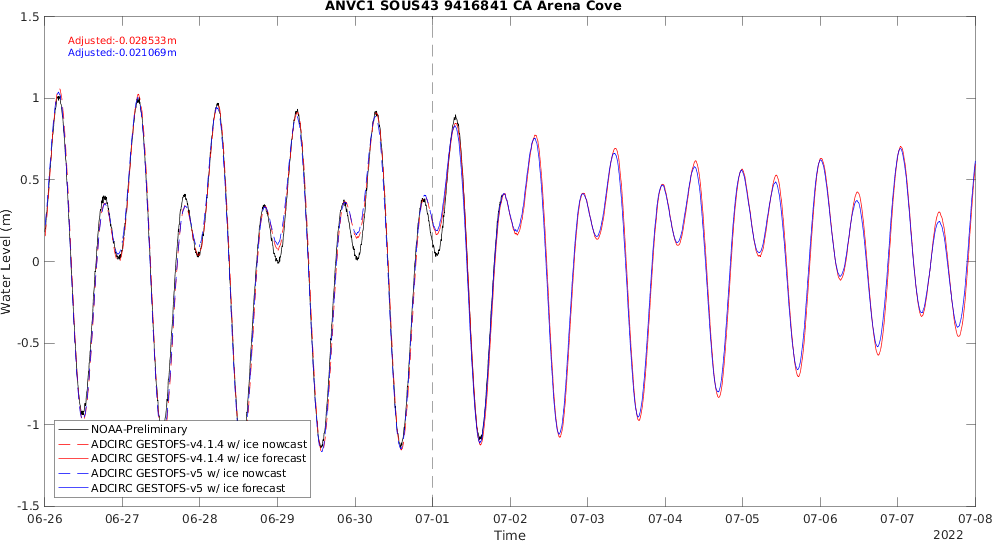 ANVC1 SOUS43 9416841 CA Arena Cove
Adjusted:-0.028533m
Adjusted:-0.021069m
Water Level (m)
1.5
1
0.5
0
-0.5
-1
-1.5
NOAA-Preliminary
ADCIRC GESTOFS-v4.1.4 w/ ice nowcast
ADCIRC GESTOFS-v4.1.4 w/ ice forecast
ADCIRC GESTOFS-v5 w/ ice nowcast
ADCIRC GESTOFS-v5 w/ ice forecast
06-26 06-27 06-28 06-29 06-30 07-01 07-02 07-03 07-04 07-05 07-06 07-07 07-08
Time
2022